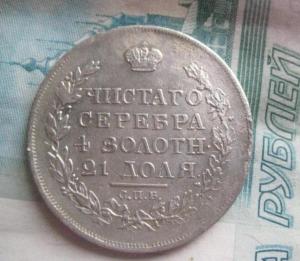 ЧИСТАГО
СЕРЕБРА
4 ЗОЛОТН.
21 ДОЛЯ.
С.П.Б.
РУБЛЕЙ